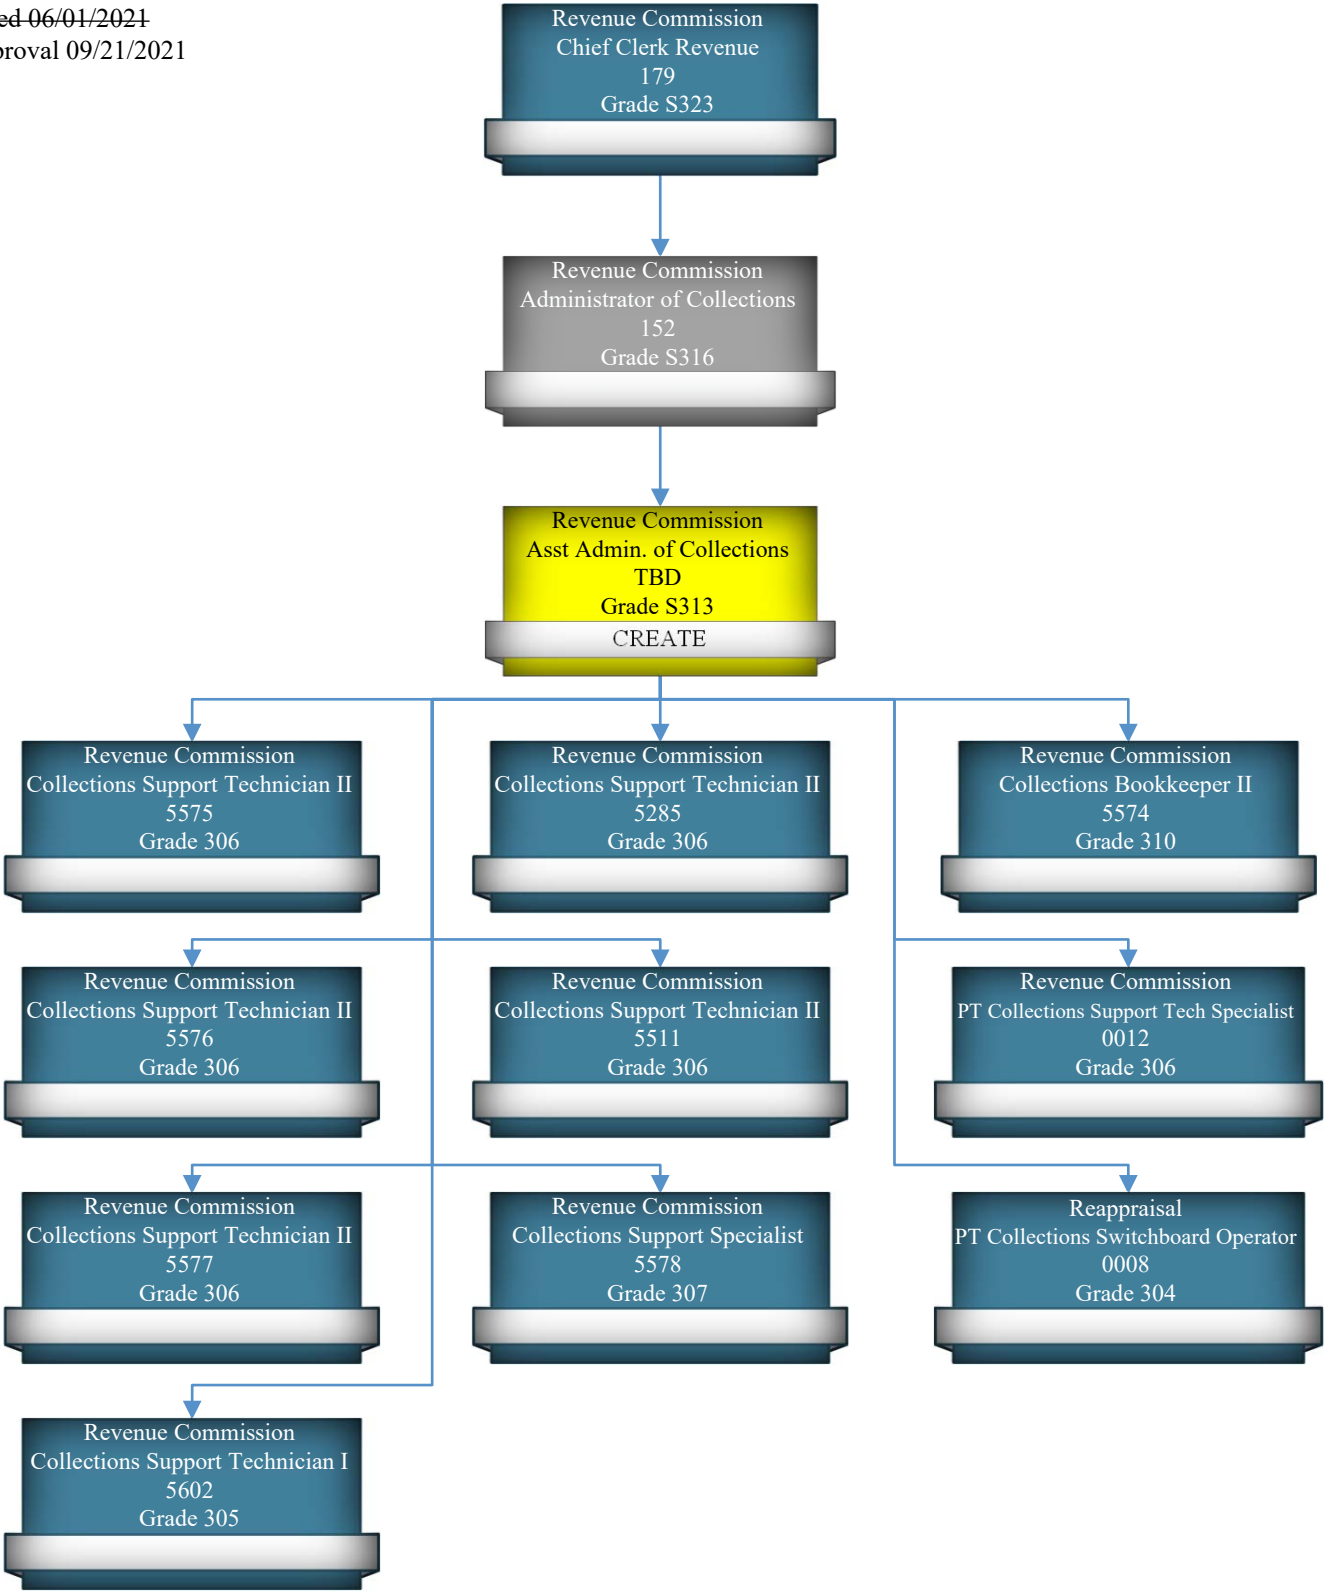 ed 06/01/2021
proval 09/21/2021
Revenue Commission
Chief Clerk Revenue
179
Grade S323
Revenue Commission
Administrator of Collections
152
Grade S316
Revenue Commission
Asst Admin. of Collections
TBD
Grade S313
CREATE
Revenue Commission
Collections Support Technician II
5575
Grade 306
Revenue Commission
Collections Support Technician II
5285
Grade 306
Revenue Commission
Collections Bookkeeper II
5574
Grade 310
Revenue Commission
Collections Support Technician II
5576
Grade 306
Revenue Commission
Collections Support Technician II
5511
Grade 306
Revenue Commission
PT Collections Support Tech Specialist
0012
Grade 306
Revenue Commission
Collections Support Technician II
5577
Grade 306
Revenue Commission
Collections Support Specialist
5578
Grade 307
Reappraisal
PT Collections Switchboard Operator
0008
Grade 304
Revenue Commission
Collections Support Technician I
5602
Grade 305